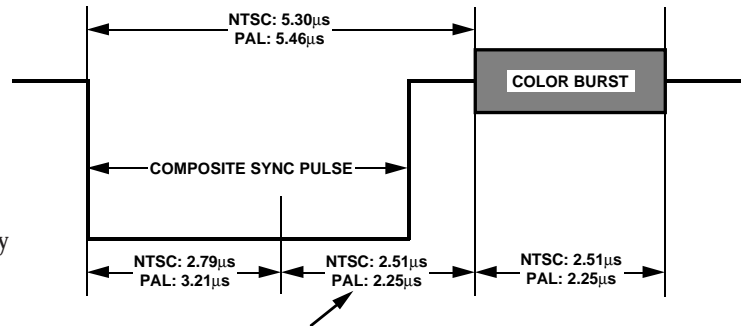 NTSC: 5.30µs
PAL: 5.46µs
COLOR BURST
COMPOSITE SYNC PULSE
y
NTSC: 2.79µs
PAL: 3.21µs
NTSC: 2.51µs
PAL: 2.25µs
NTSC: 2.51µs
PAL: 2.25µs